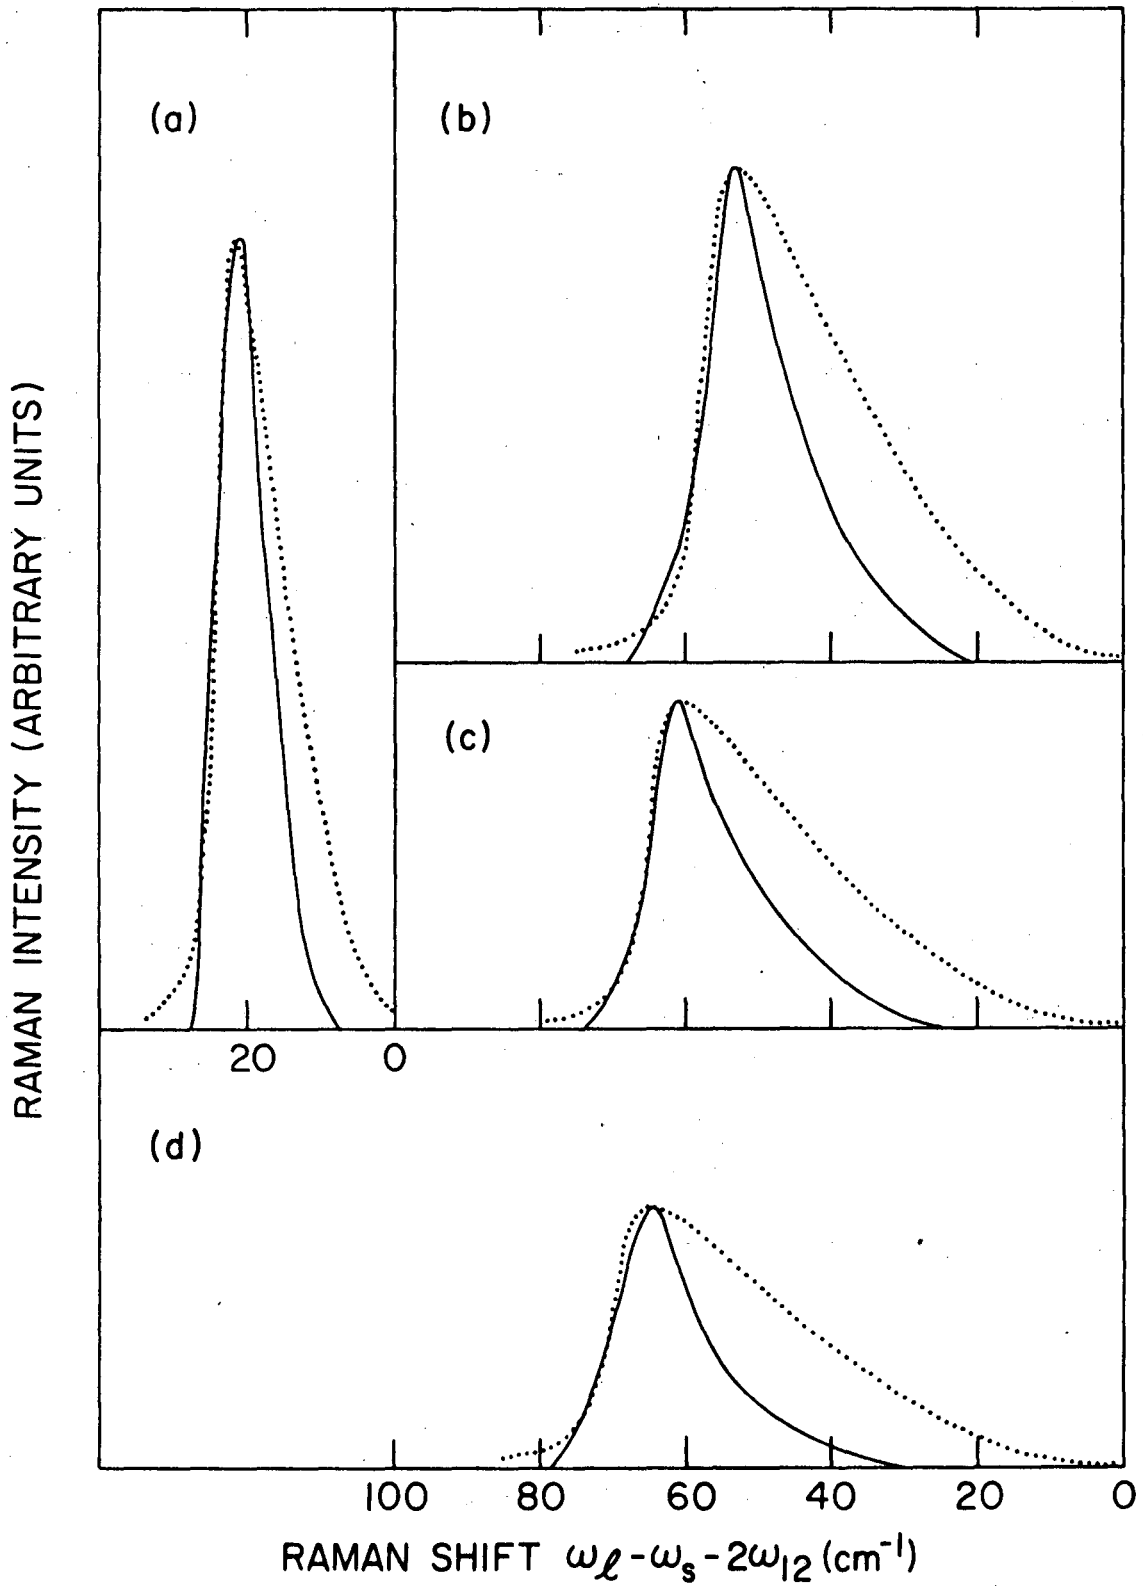 (a)
(b)
(c)
20 0
(d)
100 80 60 40 20 0
RAMAN SHIFT ωℓ-ωs-2ω12 (cm⁻¹)
RAMAN INTENSITY (ARBITRARY UNITS)